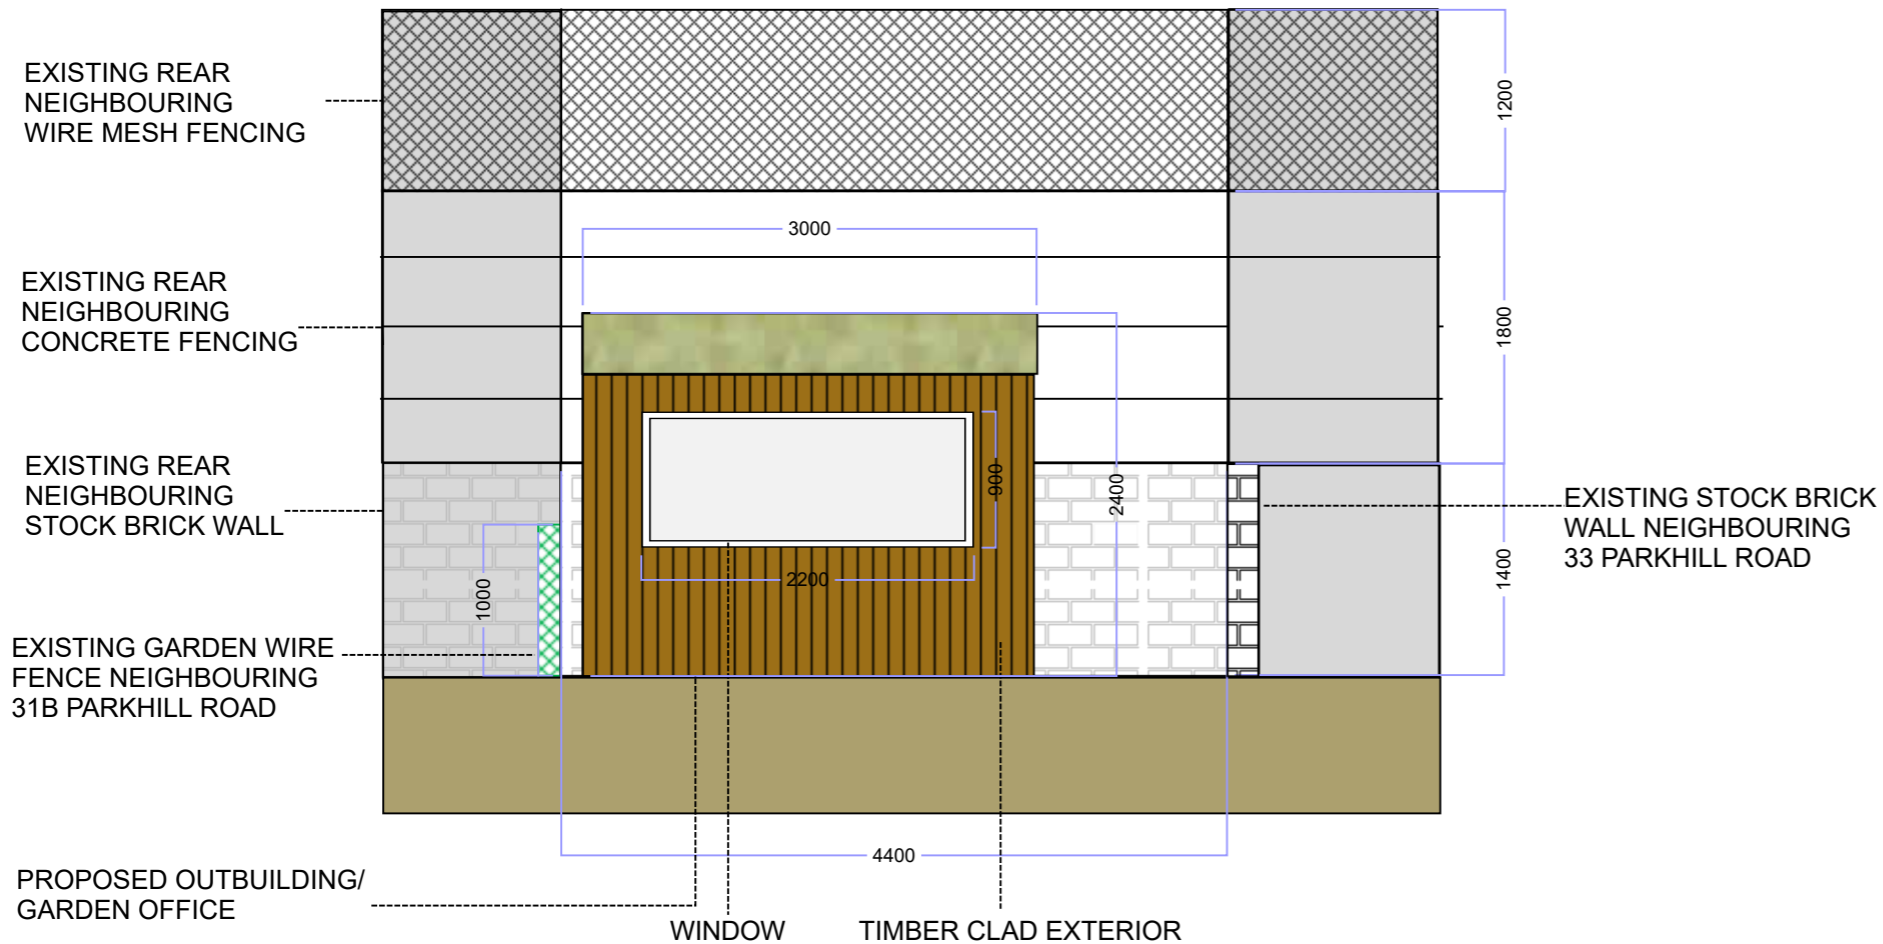 EXISTING REAR
NEIGHBOURING
WIRE MESH FENCING
1200
3000
EXISTING REAR
NEIGHBOURING
CONCRETE FENCING
1800
EXISTING REAR
NEIGHBOURING
STOCK BRICK WALL
900
2400
EXISTING STOCK BRICK
WALL NEIGHBOURING
33 PARKHILL ROAD
1000
2200
1400
EXISTING GARDEN WIRE
FENCE NEIGHBOURING
31B PARKHILL ROAD
4400
PROPOSED OUTBUILDING/
GARDEN OFFICE
WINDOW
TIMBER CLAD EXTERIOR